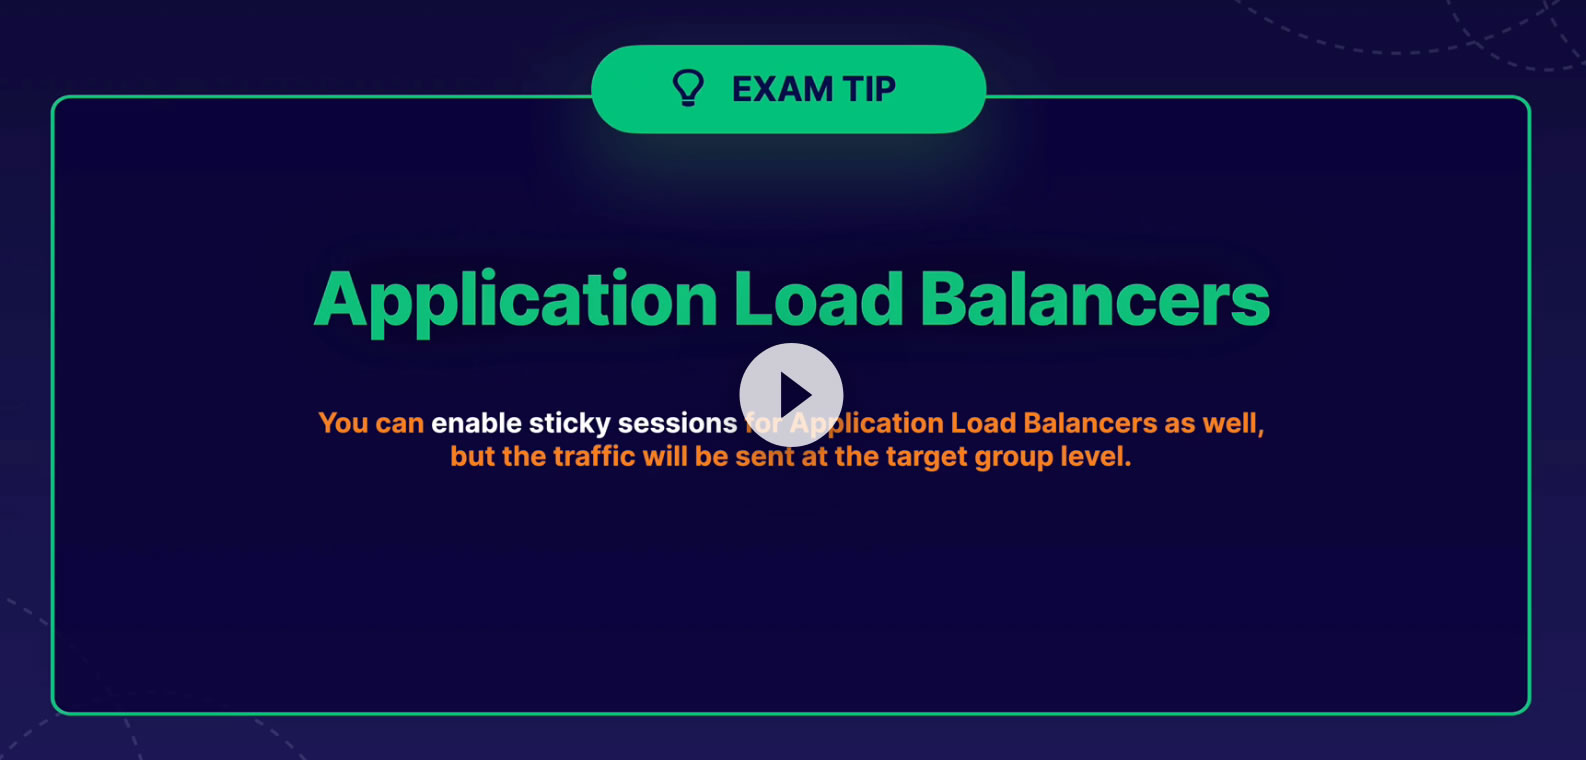 EXAM TIP
Application Load Balancers
You can enable sticky sessions for Application Load Balancers as well,
but the traffic will be sent at the target group level.